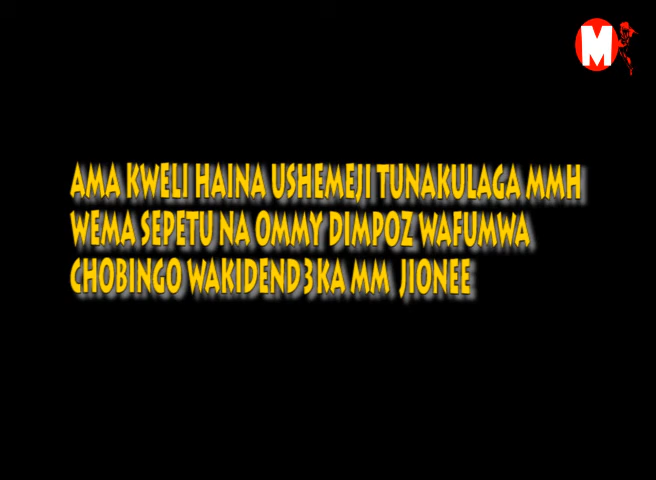 M
AMA KWELI HAINA USHEMEJI TUNAKULAGA MMH
WEMA SEPETU NA OMMY DIMPOZ WAFUMWA
CHOBINGO WAKIDEND3KA MM JIONEE